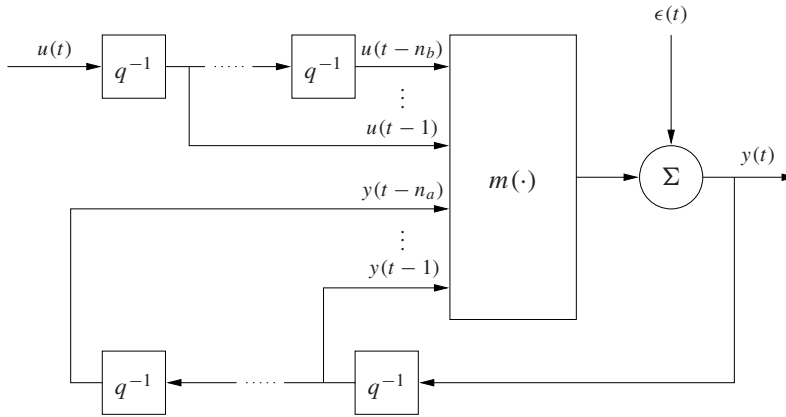 u(t)
q⁻¹
.....
q⁻¹
u(t − n_b)
⋮
u(t − 1)
ϵ(t)
m(·)
Σ
y(t)
y(t − n_a)
⋮
y(t − 1)
q⁻¹
.....
q⁻¹